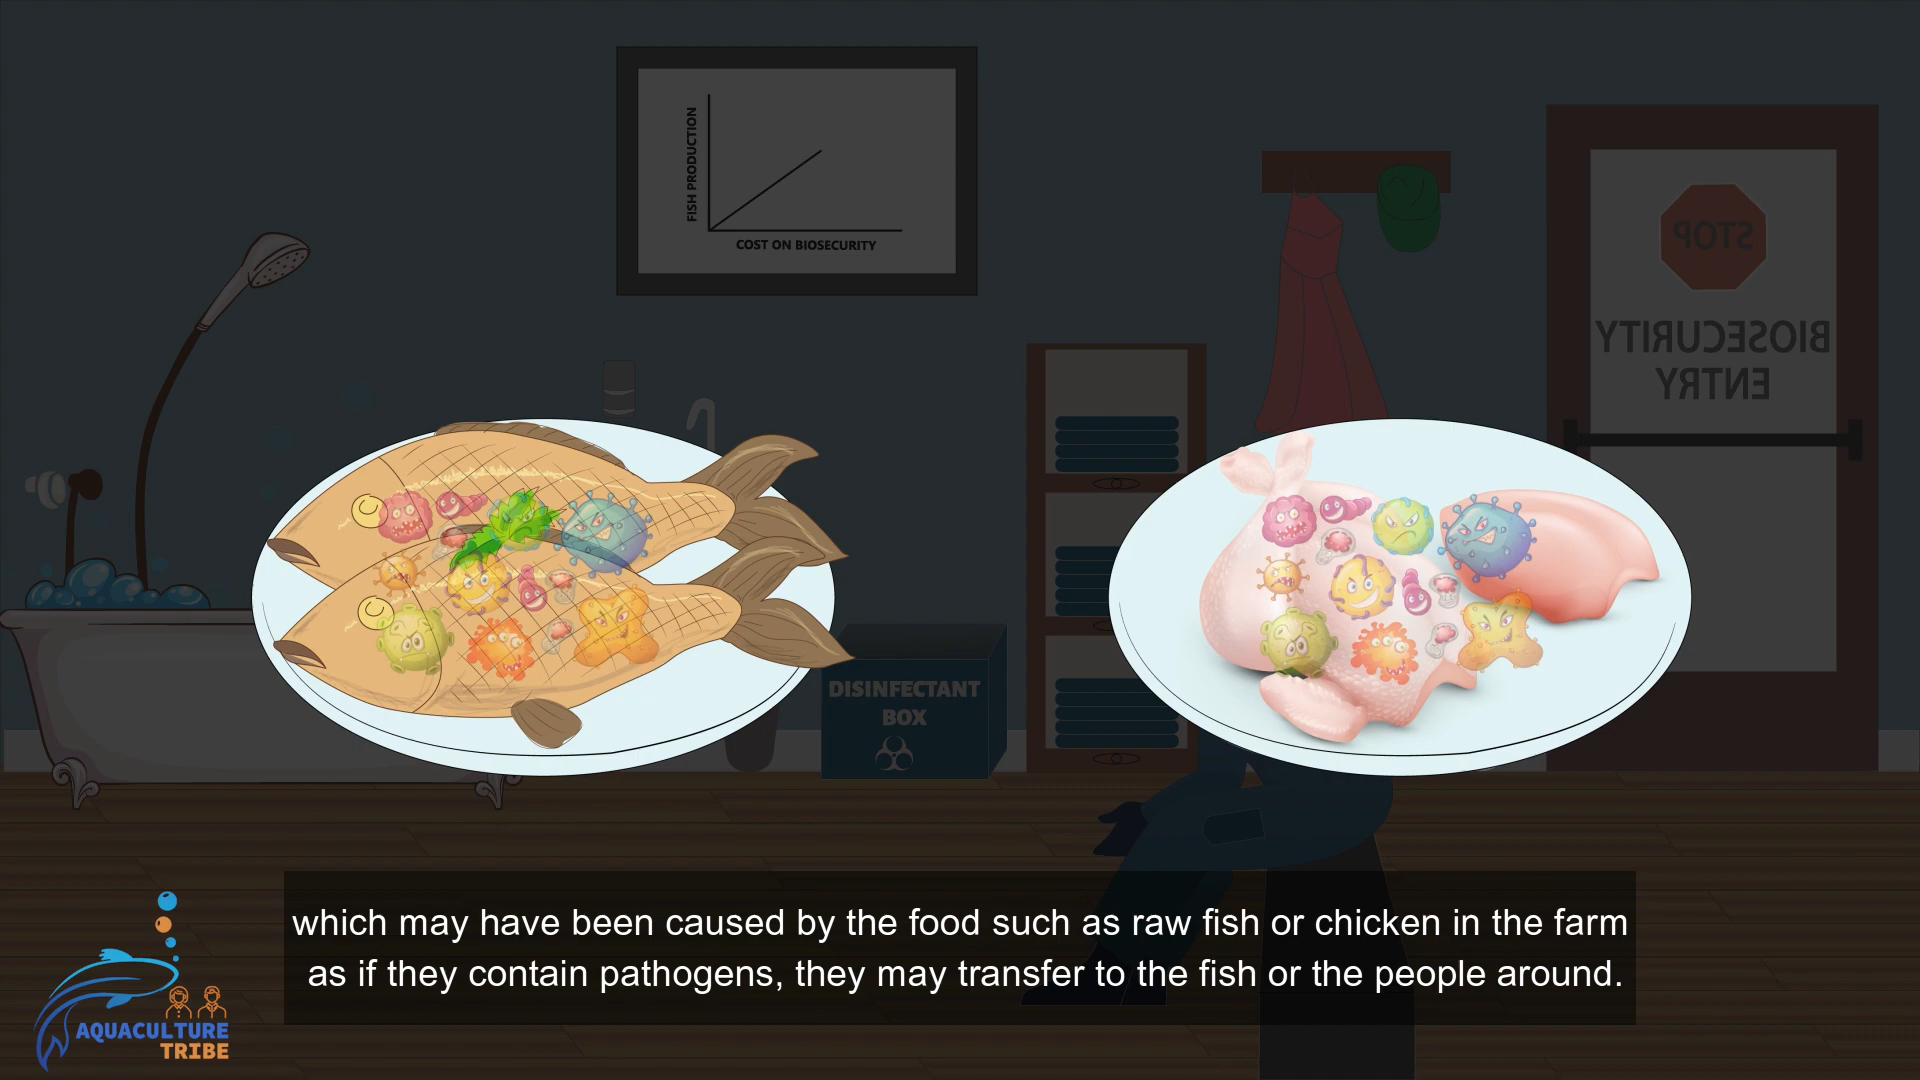 FISH PRODUCTION
COST ON BIOSECURITY
STOP
BIOSECURITY
ENTRY
DISINFECTANT
BOX
which may have been caused by the food such as raw fish or chicken in the farm
as if they contain pathogens, they may transfer to the fish or the people around.
AQUACULTURE
TRIBE